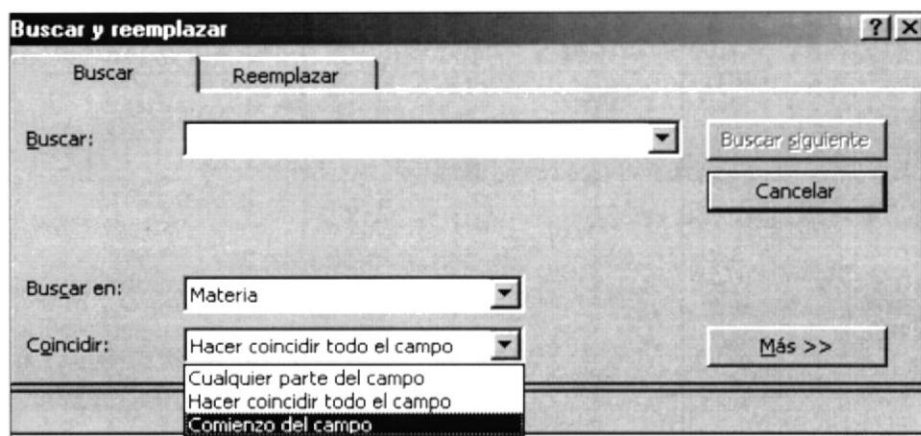 Buscar y reemplazar
Buscar
Reemplazar
Buscar:
Buscar siguiente
Cancelar
Buscar en:
Materia
Coincidir:
Hacer coincidir todo el campo
Más >>
Cualquier parte del campo
Hacer coincidir todo el campo
Comienzo del campo